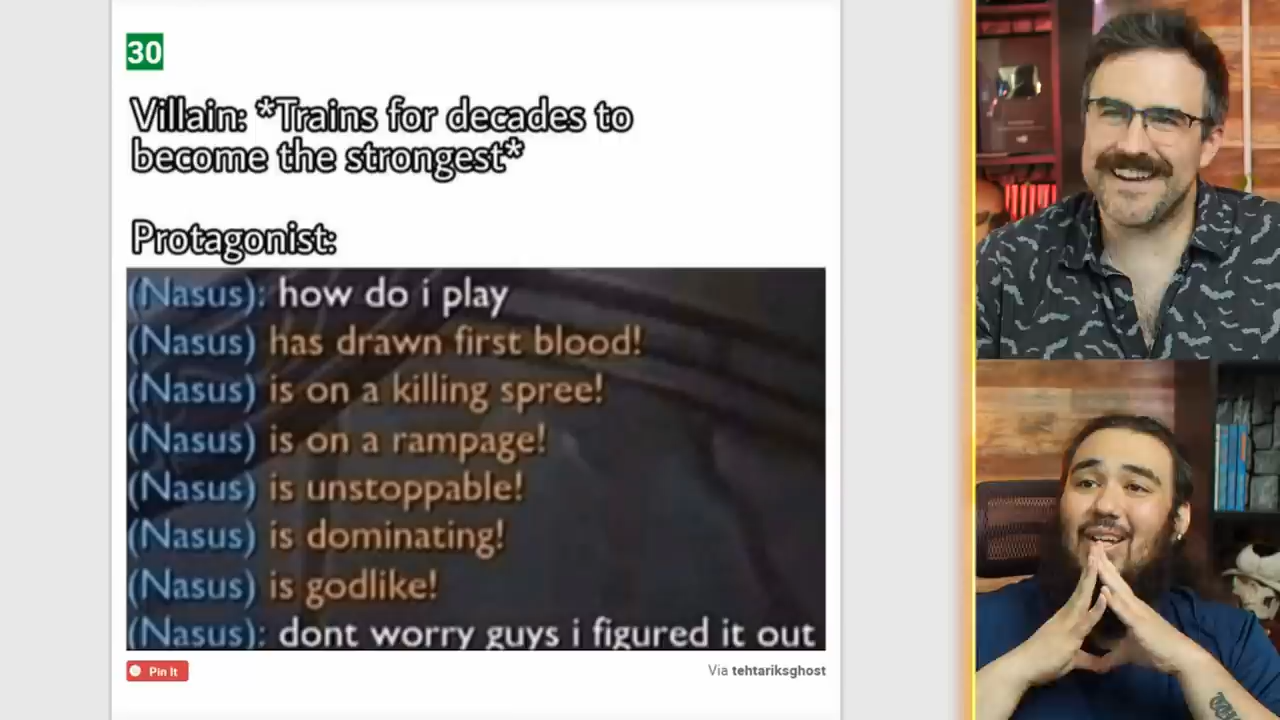 30
Villain: *Trains for decades to
become the strongest*
Protagonist:
(Nasus): how do i play
(Nasus) has drawn first blood!
(Nasus) is on a killing spree!
(Nasus) is on a rampage!
(Nasus) is unstoppable!
(Nasus) is dominating!
(Nasus) is godlike!
(Nasus): dont worry guys i figured it out
Pin It
Via tehtariksghost